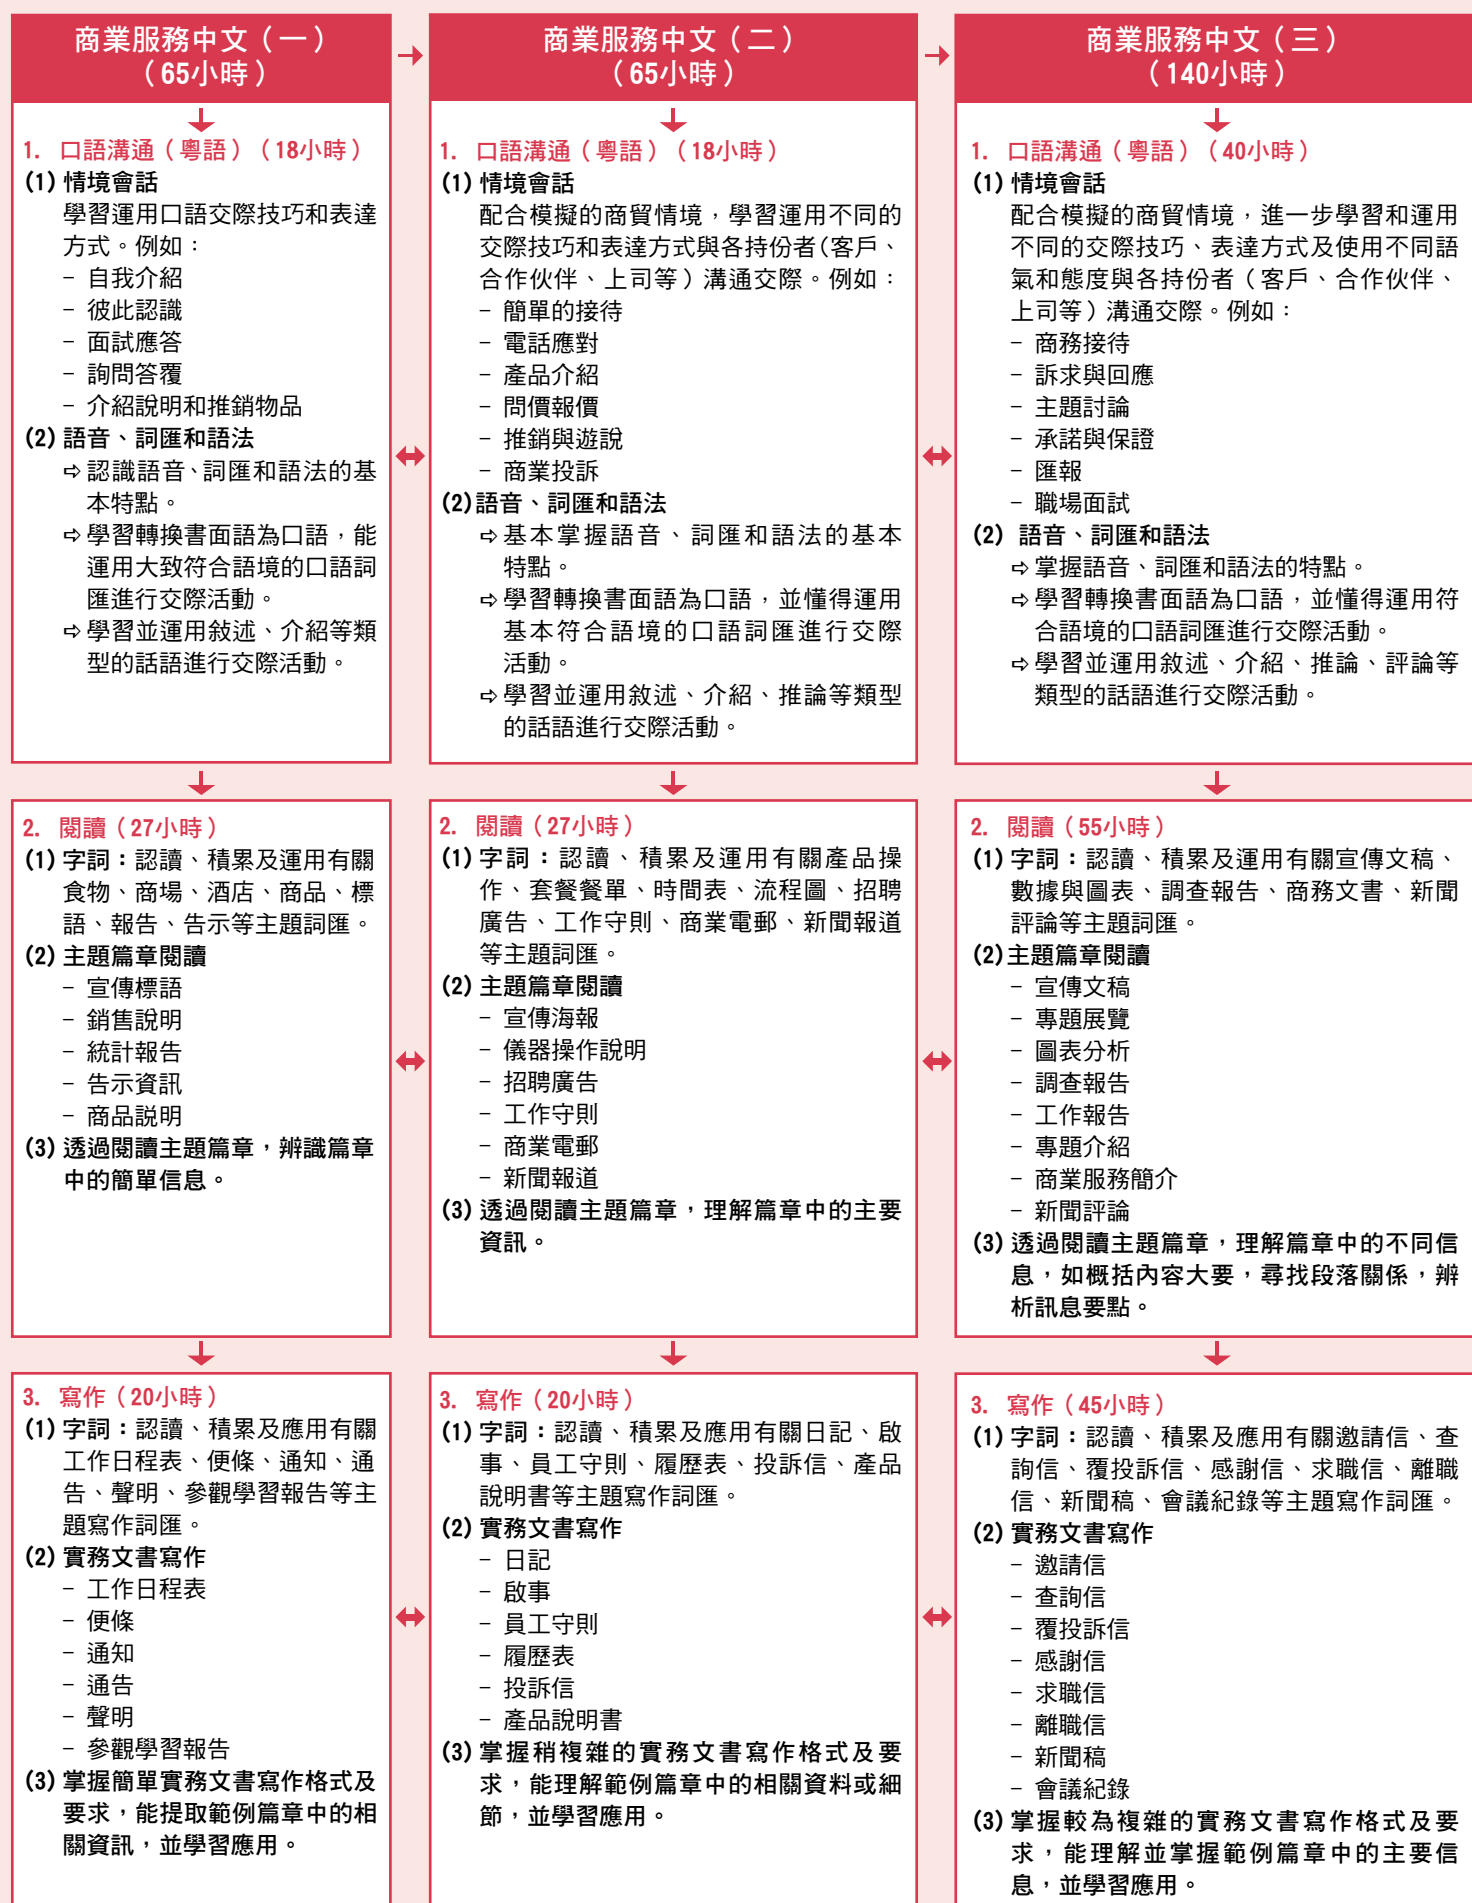 商業服務中文（一）
（65小時）
1. 口語溝通（粵語）（18小時）
(1) 情境會話
學習運用口語交際技巧和表達
方式。例如：
– 自我介紹
– 彼此認識
– 面試應答
– 詢問答覆
– 介紹說明和推銷物品
(2) 語音、詞匯和語法
➩ 認識語音、詞匯和語法的基
本特點。
➩ 學習轉換書面語為口語，能
運用大致符合語境的口語詞
匯進行交際活動。
➩ 學習並運用敍述、介紹等類
型的話語進行交際活動。
2. 閱讀（27小時）
(1) 字詞：認讀、積累及運用有關
食物、商場、酒店、商品、標
語、報告、告示等主題詞匯。
(2) 主題篇章閱讀
– 宣傳標語
– 銷售說明
– 統計報告
– 告示資訊
– 商品説明
(3) 透過閱讀主題篇章，辨識篇章
中的簡單信息。
3. 寫作（20小時）
(1) 字詞：認讀、積累及應用有關
工作日程表、便條、通知、通
告、聲明、參觀學習報告等主
題寫作詞匯。
(2) 實務文書寫作
– 工作日程表
– 便條
– 通知
– 通告
– 聲明
– 參觀學習報告
(3) 掌握簡單實務文書寫作格式及
要求，能提取範例篇章中的相
關資訊，並學習應用。
商業服務中文（二）
（65小時）
1. 口語溝通（粵語）（18小時）
(1) 情境會話
配合模擬的商貿情境，學習運用不同的
交際技巧和表達方式與各持份者（客戶、
合作伙伴、上司等）溝通交際。例如：
– 簡單的接待
– 電話應對
– 產品介紹
– 問價報價
– 推銷與遊說
– 商業投訴
(2) 語音、詞匯和語法
➩ 基本掌握語音、詞匯和語法的基本
特點。
➩ 學習轉換書面語為口語，並懂得運用
基本符合語境的口語詞匯進行交際
活動。
➩ 學習並運用敘述、介紹、推論等類型
的話語進行交際活動。
2. 閱讀（27小時）
(1) 字詞：認讀、積累及運用有關產品操
作、套餐餐單、時間表、流程圖、招聘
廣告、工作守則、商業電郵、新聞報道
等主題詞匯。
(2) 主題篇章閱讀
– 宣傳海報
– 儀器操作說明
– 招聘廣告
– 工作守則
– 商業電郵
– 新聞報道
(3) 透過閱讀主題篇章，理解篇章中的主要
資訊。
3. 寫作（20小時）
(1) 字詞：認讀、積累及應用有關日記、啟
事、員工守則、履歷表、投訴信、產品
說明書等主題寫作詞匯。
(2) 實務文書寫作
– 日記
– 啟事
– 員工守則
– 履歷表
– 投訴信
– 產品說明書
(3) 掌握稍複雜的實務文書寫作格式及要
求，能理解範例篇章中的相關資料或細
節，並學習應用。
商業服務中文（三）
（140小時）
1. 口語溝通（粵語）（40小時）
(1) 情境會話
配合模擬的商貿情境，進一步學習和運用
不同的交際技巧、表達方式及使用不同語
氣和態度與各持份者（客戶、合作伙伴、
上司等）溝通交際。例如：
– 商務接待
– 訴求與回應
– 主題討論
– 承諾與保證
– 匯報
– 職場面試
(2) 語音、詞匯和語法
➩ 掌握語音、詞匯和語法的特點。
➩ 學習轉換書面語為口語，並懂得運用符
合語境的口語詞匯進行交際活動。
➩ 學習並運用敘述、介紹、推論、評論等
類型的話語進行交際活動。
2. 閱讀（55小時）
(1) 字詞：認讀、積累及運用有關宣傳文稿、
數據與圖表、調查報告、商務文書、新聞
評論等主題詞匯。
(2) 主題篇章閱讀
– 宣傳文稿
– 專題展覽
– 圖表分析
– 調查報告
– 工作報告
– 專題介紹
– 商業服務簡介
– 新聞評論
(3) 透過閱讀主題篇章，理解篇章中的不同信
息，如概括內容大要，尋找段落關係，辨
析訊息要點。
3. 寫作（45小時）
(1) 字詞：認讀、積累及應用有關邀請信、查
詢信、覆投訴信、感謝信、求職信、離職
信、新聞稿、會議紀錄等主題寫作詞匯。
(2) 實務文書寫作
– 邀請信
– 查詢信
– 覆投訴信
– 感謝信
– 求職信
– 離職信
– 新聞稿
– 會議紀錄
(3) 掌握較為複雜的實務文書寫作格式及要
求，能理解並掌握範例篇章中的主要信
息，並學習應用。